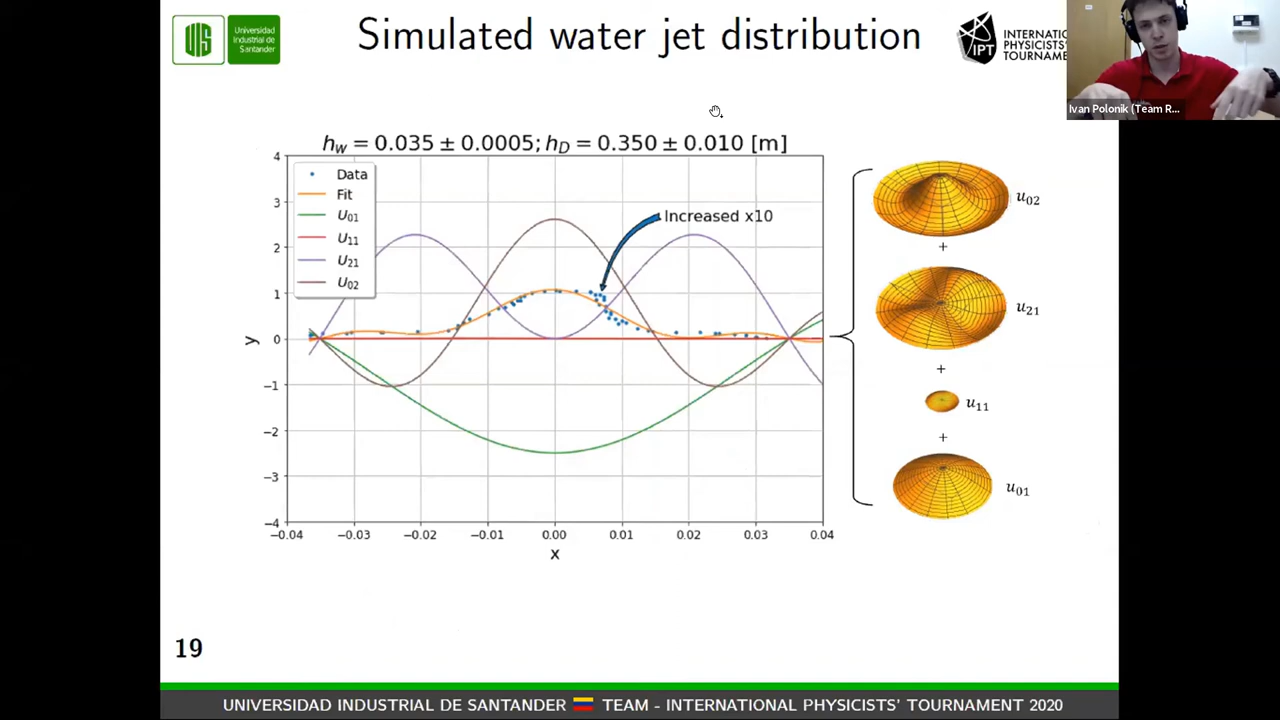 Universidad
Industrial de
Santander
Simulated water jet distribution
IPT
INTERNATIO
PHYSICISTS'
TOURNAME
Ivan Polonik (Team R...
h_W = 0.035 ± 0.0005; h_D = 0.350 ± 0.010 [m]
Data
Fit
U_01
U_11
U_21
U_02
Increased x10
4
3
2
1
0
−1
−2
−3
−4
y
−0.04 −0.03 −0.02 −0.01 0.00 0.01 0.02 0.03 0.04
x
u_02
+
u_21
+
u_11
+
u_01
19
UNIVERSIDAD INDUSTRIAL DE SANTANDER TEAM - INTERNATIONAL PHYSICISTS' TOURNAMENT 2020